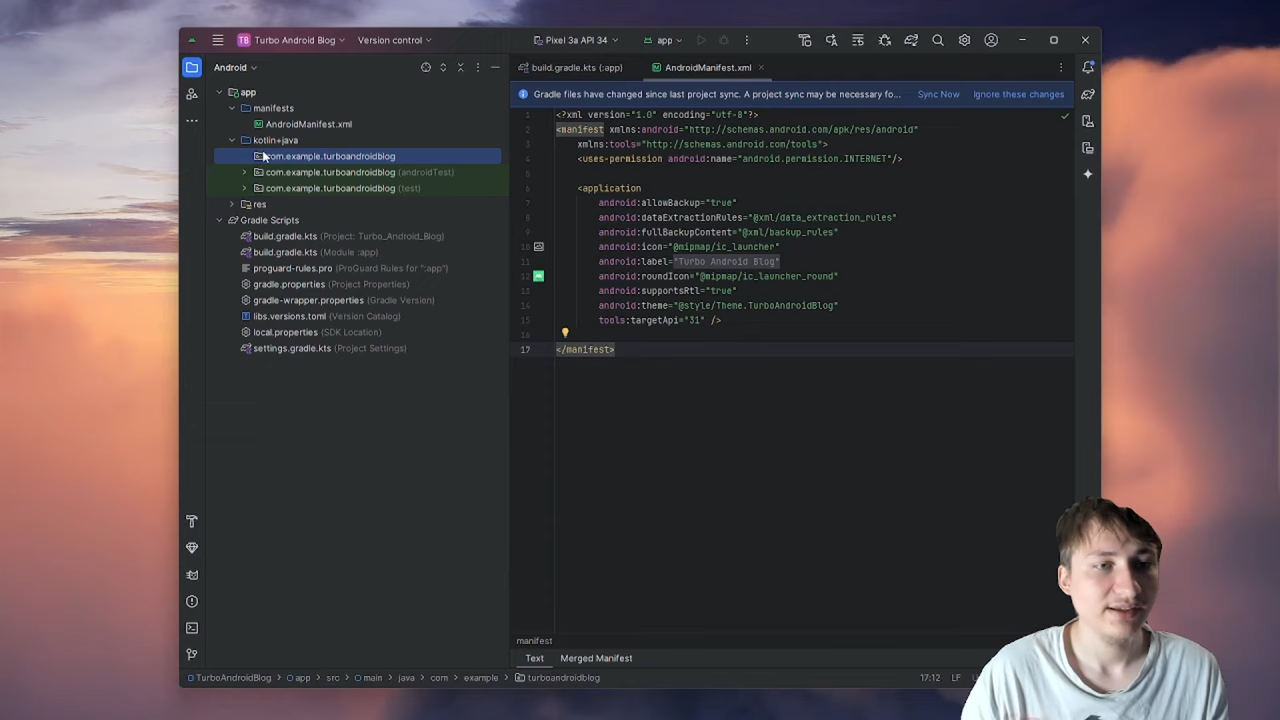 TB Turbo Android Blog Version control Pixel 3a API 34 app
Android
app
manifests
AndroidManifest.xml
kotlin+java
com.example.turboandroidblog
com.example.turboandroidblog (androidTest)
com.example.turboandroidblog (test)
res
Gradle Scripts
build.gradle.kts (Project: Turbo_Android_Blog)
build.gradle.kts (Module :app)
proguard-rules.pro (ProGuard Rules for ":app")
gradle.properties (Project Properties)
gradle-wrapper.properties (Gradle Version)
libs.versions.toml (Version Catalog)
local.properties (SDK Location)
settings.gradle.kts (Project Settings)
build.gradle.kts (:app) AndroidManifest.xml
Gradle files have changed since last project sync. A project sync may be necessary fo... Sync Now Ignore these changes
1 <?xml version="1.0" encoding="utf-8"?>
2 <manifest xmlns:android="http://schemas.android.com/apk/res/android"
3 xmlns:tools="http://schemas.android.com/tools">
4 <uses-permission android:name="android.permission.INTERNET"/>
5
6 <application
7 android:allowBackup="true"
8 android:dataExtractionRules="@xml/data_extraction_rules"
9 android:fullBackupContent="@xml/backup_rules"
10 android:icon="@mipmap/ic_launcher"
11 android:label="Turbo Android Blog"
12 android:roundIcon="@mipmap/ic_launcher_round"
13 android:supportsRtl="true"
14 android:theme="@style/Theme.TurboAndroidBlog"
15 tools:targetApi="31" />
16
17 </manifest>
manifest
Text Merged Manifest
TurboAndroidBlog app src main java com example turboandroidblog 17:12 LF